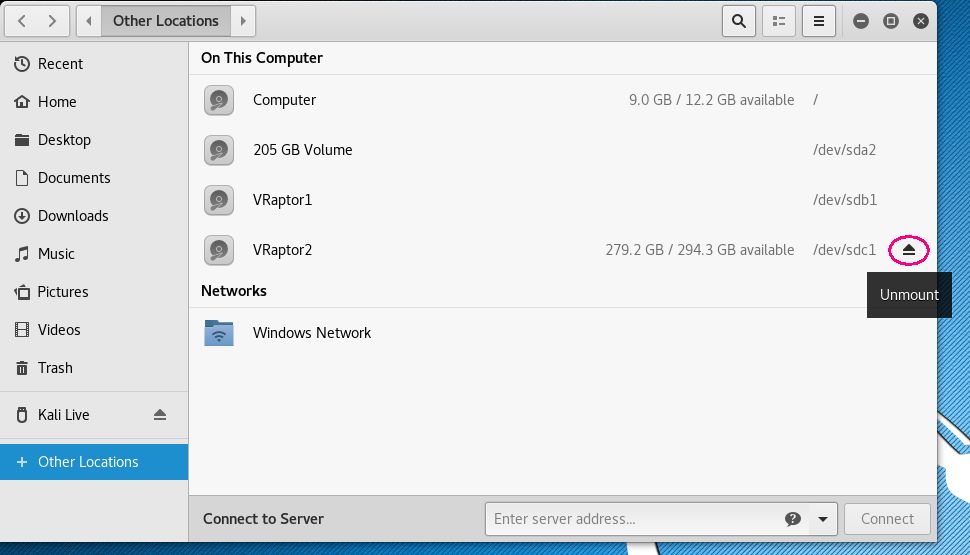 Other Locations
Recent
Home
Desktop
Documents
Downloads
Music
Pictures
Videos
Trash
Kali Live
Other Locations
On This Computer
Computer 9.0 GB / 12.2 GB available /
205 GB Volume /dev/sda2
VRaptor1 /dev/sdb1
VRaptor2 279.2 GB / 294.3 GB available /dev/sdc1
Unmount
Networks
Windows Network
Connect to Server Enter server address... Connect